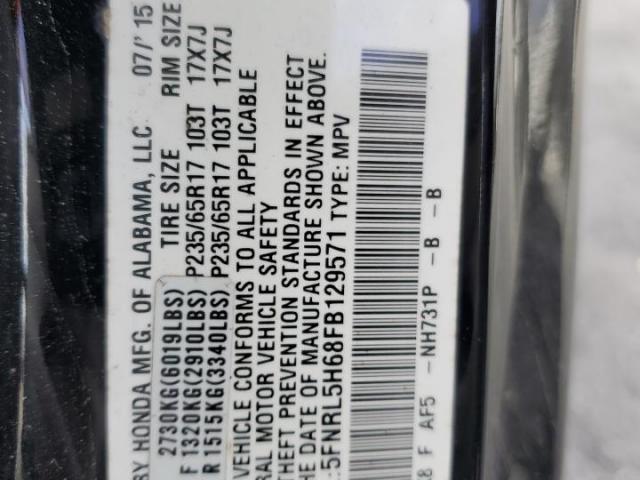 BY HONDA MFG. OF ALABAMA, LLC 07/'15
2730KG(6019LBS) TIRE SIZE RIM SIZE
F 1320KG(2910LBS) P235/65R17 103T 17X7J
R 1515KG(3340LBS) P235/65R17 103T 17X7J
VEHICLE CONFORMS TO ALL APPLICABLE
RAL MOTOR VEHICLE SAFETY
THEFT PREVENTION STANDARDS IN EFFECT
HE DATE OF MANUFACTURE SHOWN ABOVE.
:5FNRL5H68FB129571 TYPE: MPV
8 F AF5 -NH731P -B -B